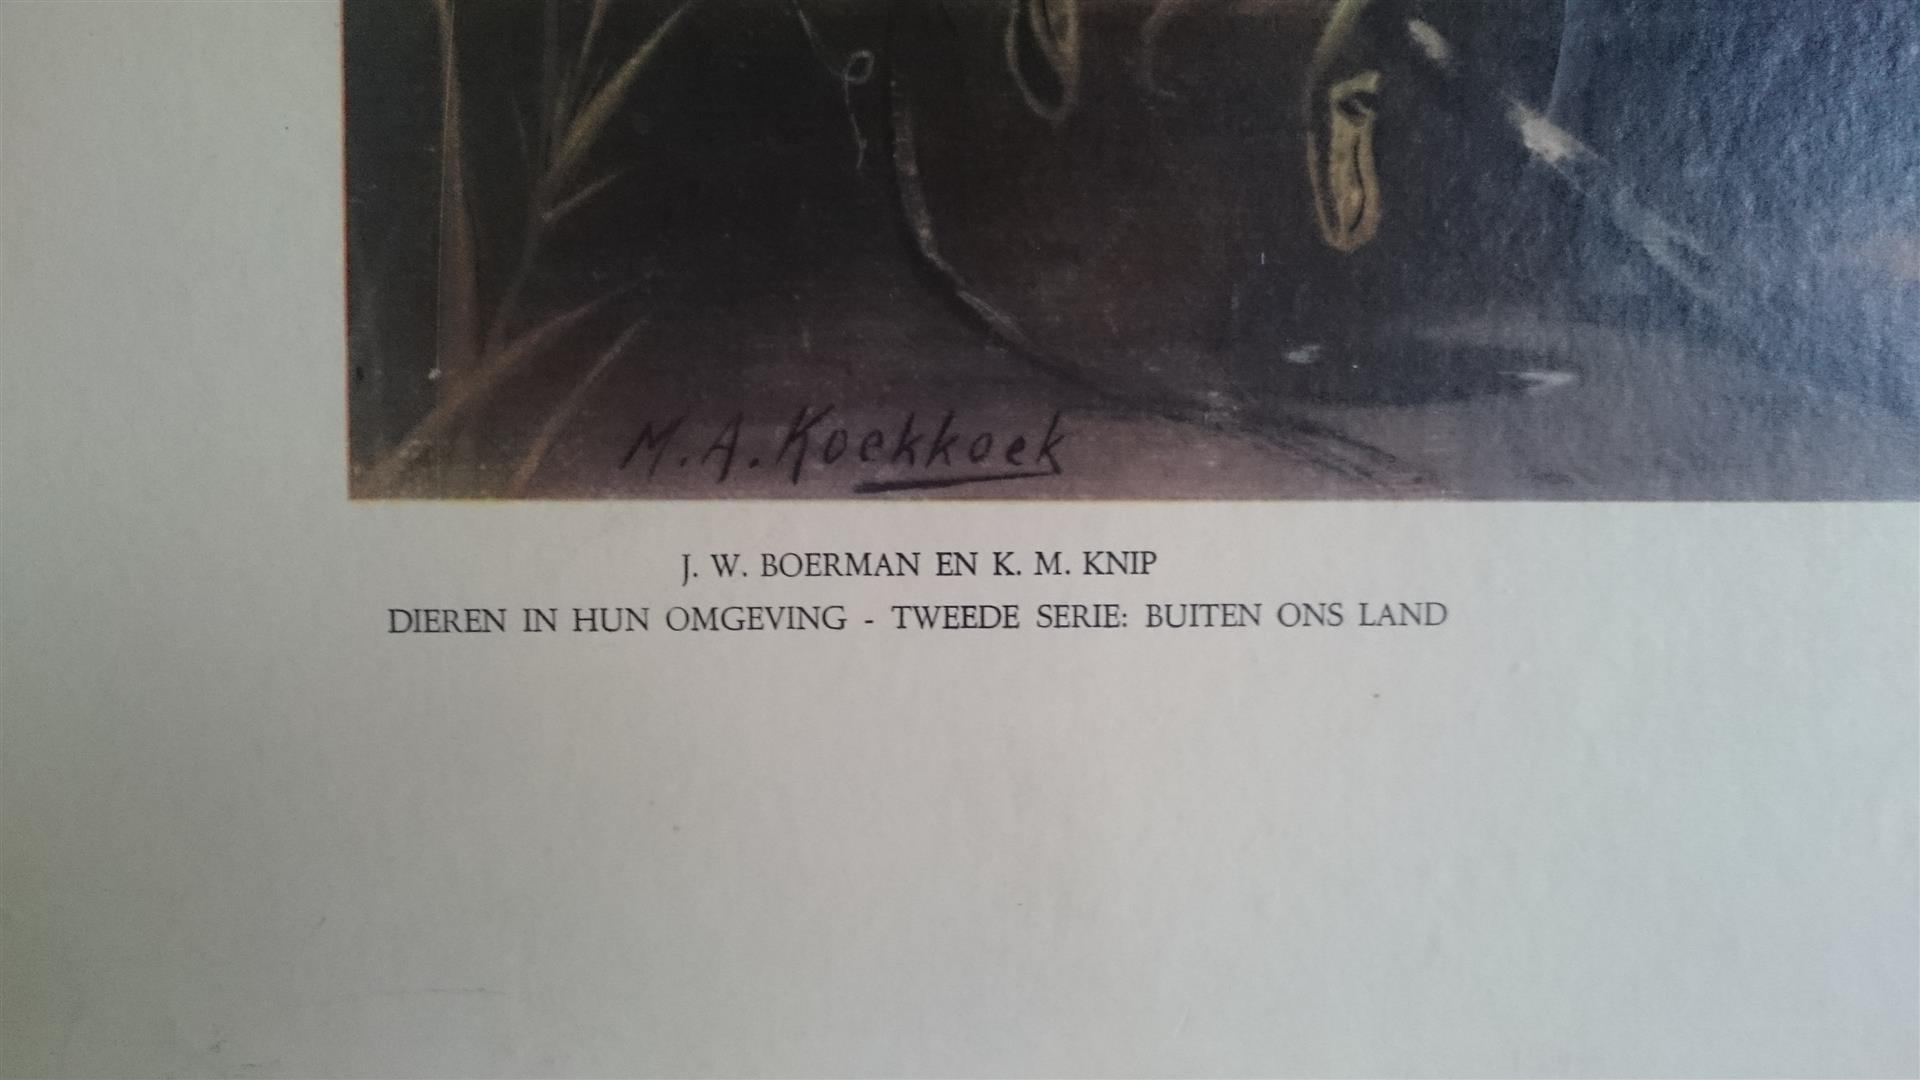 M. A. Koekkoek
J. W. BOERMAN EN K. M. KNIP
DIEREN IN HUN OMGEVING - TWEEDE SERIE: BUITEN ONS LAND